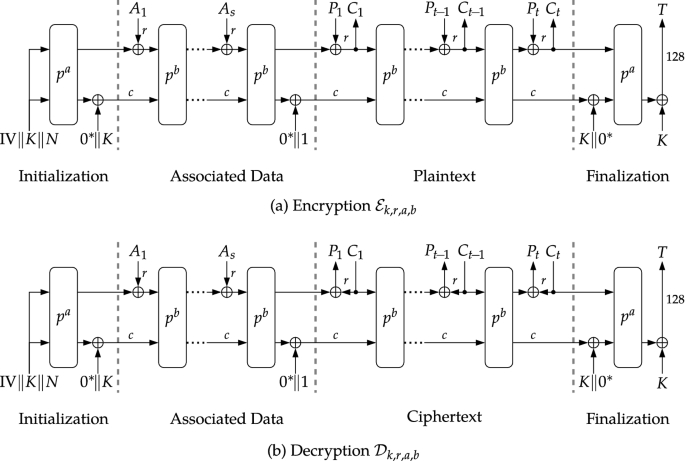 A₁ Aₛ P₁ C₁ Pₜ₋₁ Cₜ₋₁ Pₜ Cₜ T
r r r r r
pᵃ pᵇ pᵇ pᵇ pᵇ pᵃ 128
c c c c c
IV‖K‖N 0*‖K 0*‖1 K‖0* K
Initialization Associated Data Plaintext Finalization
(a) Encryption ℰₖ,ᵣ,ₐ,b
A₁ Aₛ P₁ C₁ Pₜ₋₁ Cₜ₋₁ Pₜ Cₜ T
r r r r r
pᵃ pᵇ pᵇ pᵇ pᵇ pᵃ 128
c c c c c
IV‖K‖N 0*‖K 0*‖1 K‖0* K
Initialization Associated Data Ciphertext Finalization
(b) Decryption 𝒟ₖ,ᵣ,ₐ,b